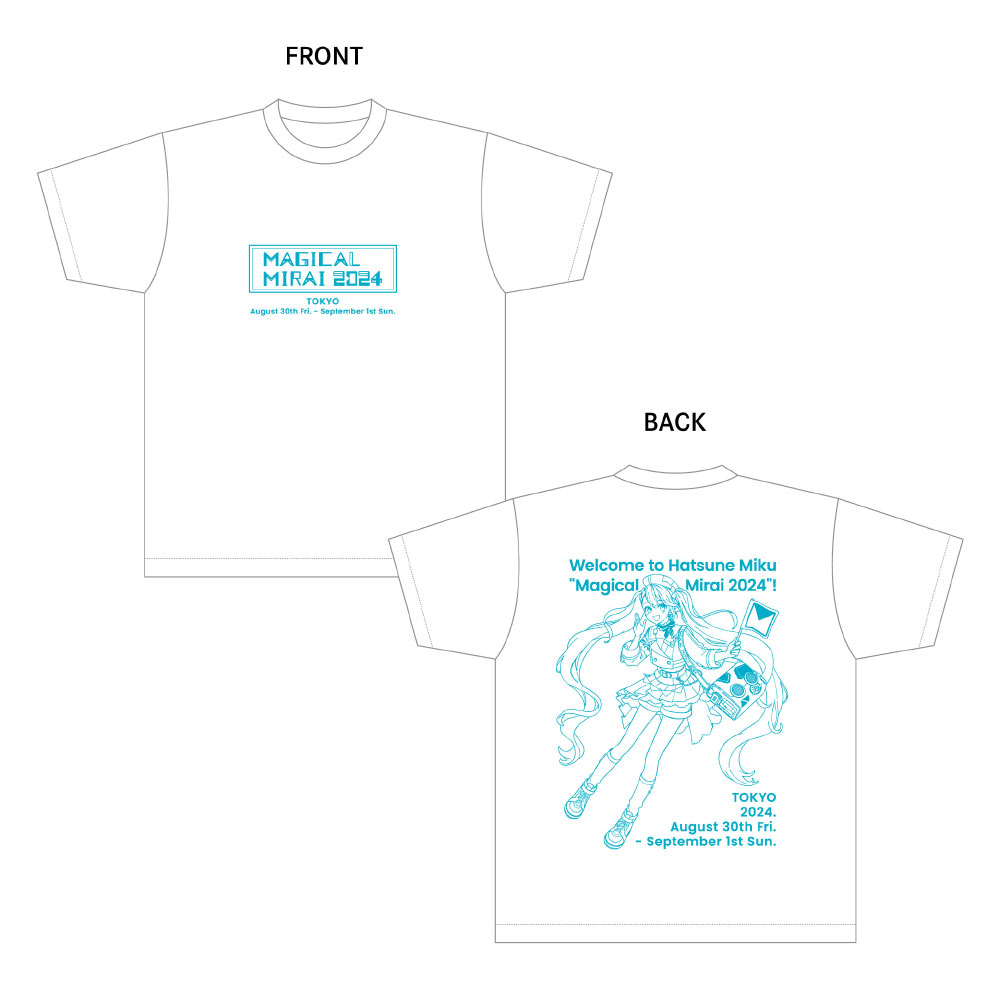 FRONT
MAGICAL
MIRAI 2024
TOKYO
August 30th Fri. - September 1st Sun.
BACK
Welcome to Hatsune Miku
"Magical Mirai 2024"!
TOKYO
2024.
August 30th Fri.
- September 1st Sun.